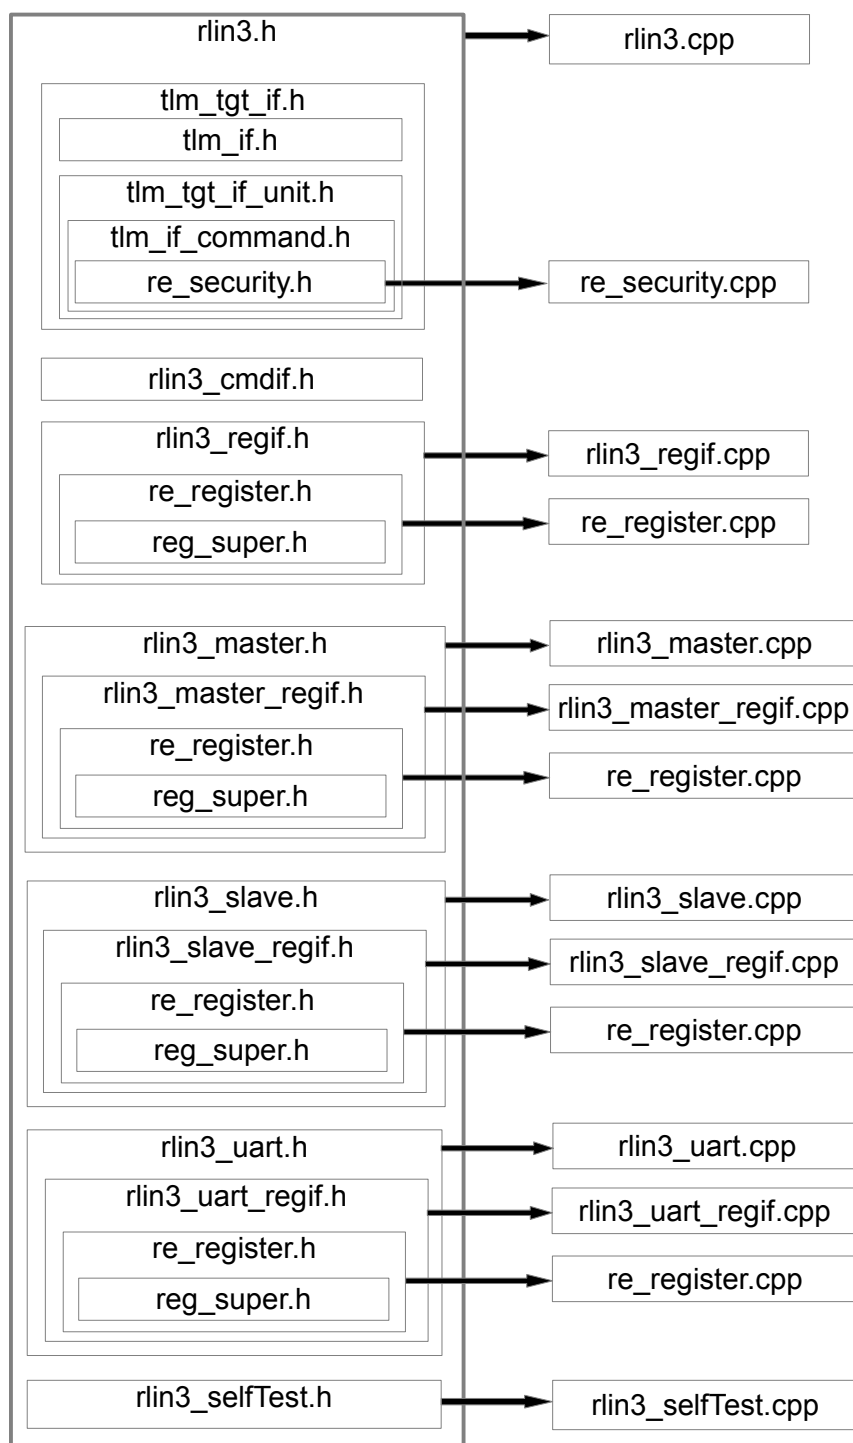 rlin3.h
rlin3.cpp
tlm_tgt_if.h
tlm_if.h
tlm_tgt_if_unit.h
tlm_if_command.h
re_security.h
re_security.cpp
rlin3_cmdif.h
rlin3_regif.h
rlin3_regif.cpp
re_register.h
re_register.cpp
reg_super.h
rlin3_master.h
rlin3_master.cpp
rlin3_master_regif.h
rlin3_master_regif.cpp
re_register.h
re_register.cpp
reg_super.h
rlin3_slave.h
rlin3_slave.cpp
rlin3_slave_regif.h
rlin3_slave_regif.cpp
re_register.h
re_register.cpp
reg_super.h
rlin3_uart.h
rlin3_uart.cpp
rlin3_uart_regif.h
rlin3_uart_regif.cpp
re_register.h
re_register.cpp
reg_super.h
rlin3_selfTest.h
rlin3_selfTest.cpp